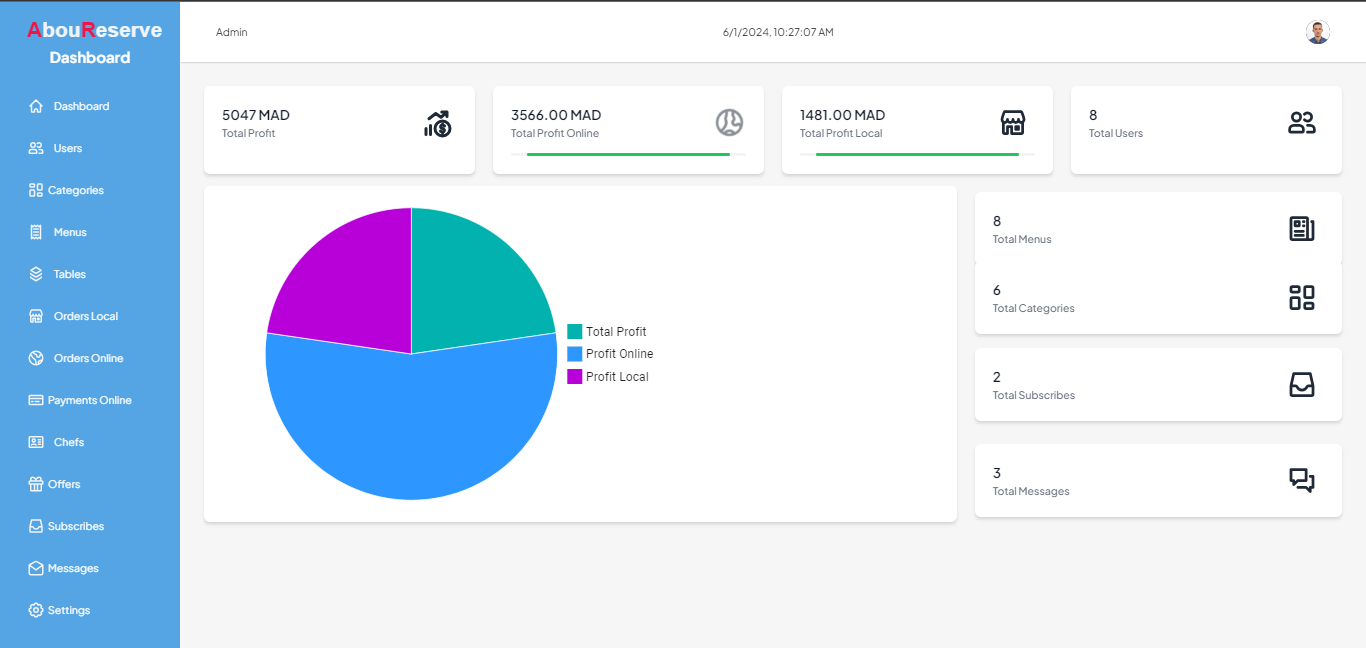 AbouReserve
Dashboard
Dashboard
Users
Categories
Menus
Tables
Orders Local
Orders Online
Payments Online
Chefs
Offers
Subscribes
Messages
Settings
Admin
6/1/2024, 10:27:07 AM
5047 MAD
Total Profit
3566.00 MAD
Total Profit Online
1481.00 MAD
Total Profit Local
8
Total Users
Total Profit
Profit Online
Profit Local
8
Total Menus
6
Total Categories
2
Total Subscribes
3
Total Messages